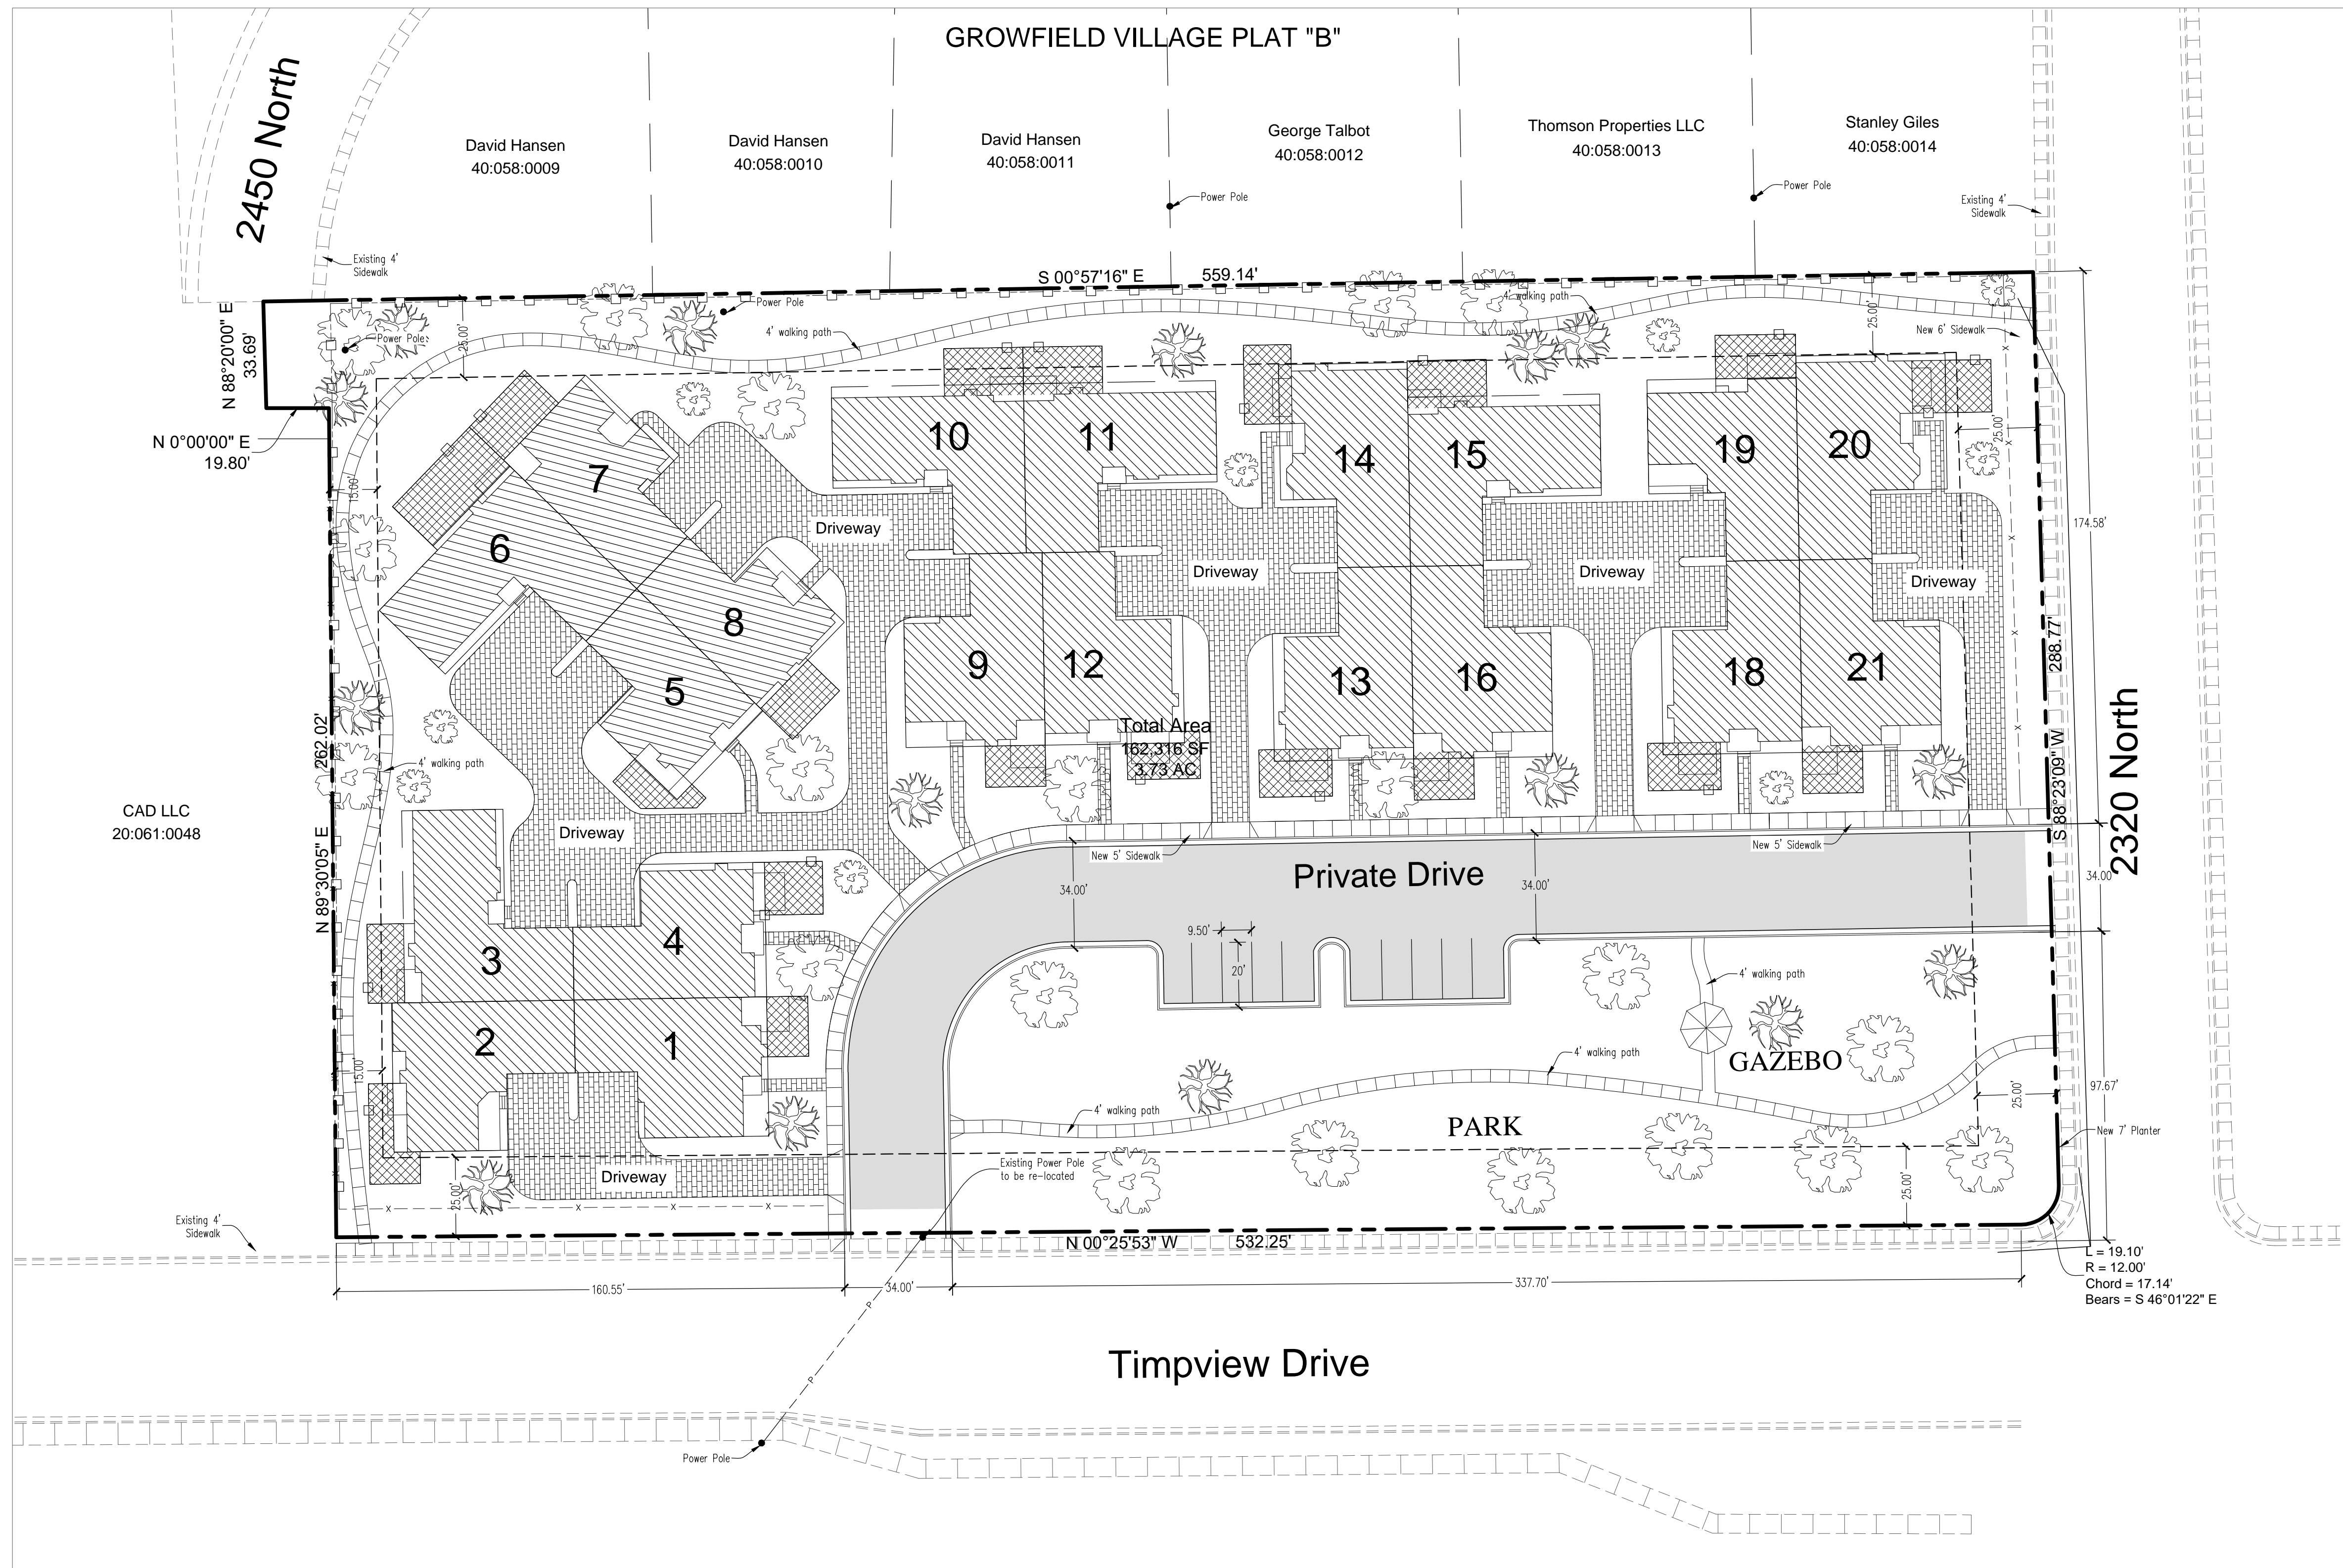 GROWFIELD VILLAGE PLAT "B"
2450 North
David Hansen
40:058:0009
David Hansen
40:058:0010
David Hansen
40:058:0011
George Talbot
40:058:0012
Thomson Properties LLC
40:058:0013
Stanley Giles
40:058:0014
Power Pole
Power Pole
Existing 4'
Sidewalk
Existing 4'
Sidewalk
S 00°57'16" E 559.14'
N 88°20'00" E
33.69'
Power Pole
Power Pole
25.00'
4' walking path
4' walking path
25.00'
New 6' Sidewalk
N 0°00'00" E
19.80'
15.00'
25.00'
10
11
14
15
19
20
7
6
8
5
Driveway
Driveway
Driveway
Driveway
174.58'
9
12
13
16
18
21
Total Area
162,316 SF
3.73 AC
S 88°23'09" W 288.77'
2320 North
N 89°30'05" E 262.02'
4' walking path
CAD LLC
20:061:0048
Driveway
New 5' Sidewalk
New 5' Sidewalk
Private Drive
34.00'
34.00'
34.00'
9.50'
20'
3
4
2
1
4' walking path
4' walking path
GAZEBO
15.00'
97.67'
25.00'
4' walking path
PARK
New 7' Planter
Existing Power Pole
to be re-located
Driveway
25.00'
25.00'
x x x x x
x
x
x
x
x
Existing 4'
Sidewalk
N 00°25'53" W 532.25'
L = 19.10'
R = 12.00'
Chord = 17.14'
Bears = S 46°01'22" E
160.55'
34.00'
337.70'
P
P
Timpview Drive
Power Pole